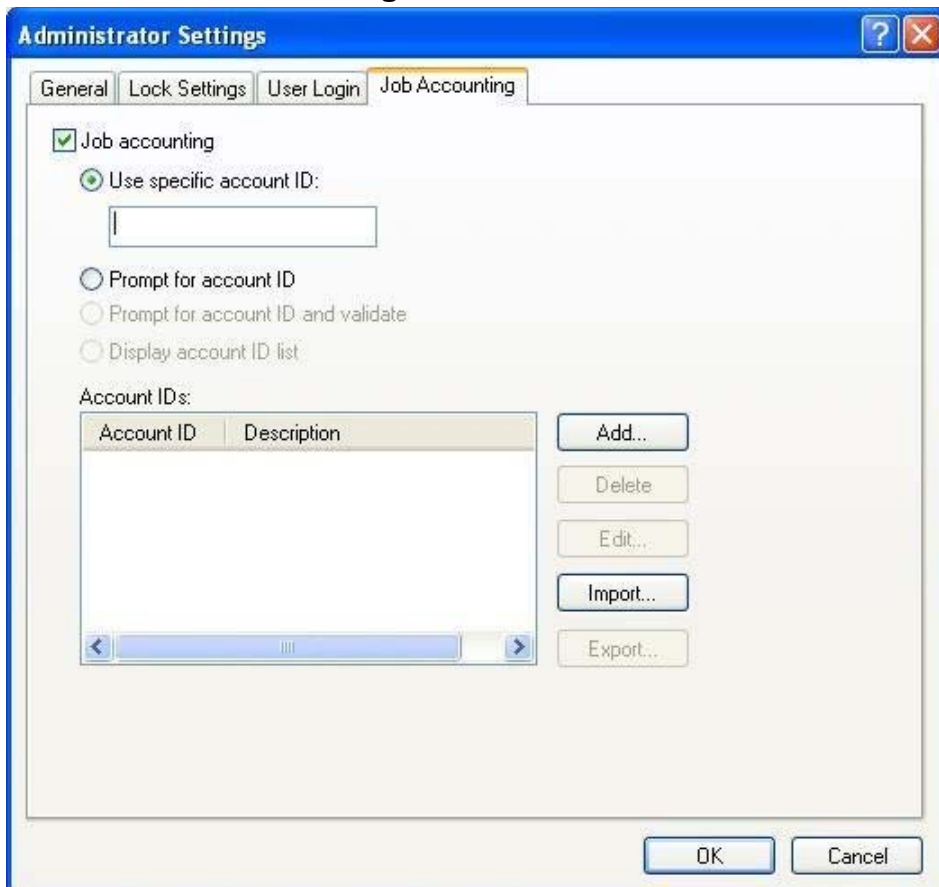 Administrator Settings
General Lock Settings User Login Job Accounting
Job accounting
Use specific account ID:
Prompt for account ID
Prompt for account ID and validate
Display account ID list
Account IDs:
Account ID Description
Add...
Delete
Edit...
Import...
Export...
OK Cancel